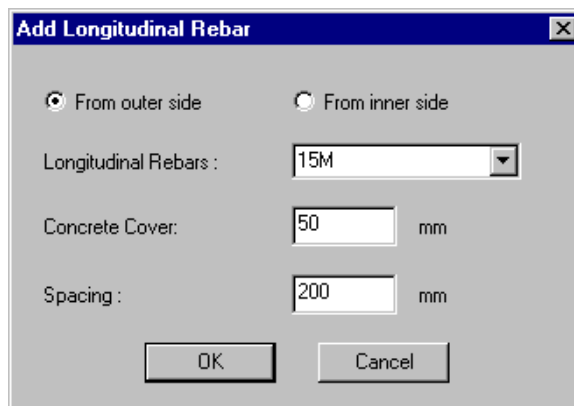 Add Longitudinal Rebar
From outer side From inner side
Longitudinal Rebars : 15M
Concrete Cover: 50 mm
Spacing : 200 mm
OK Cancel